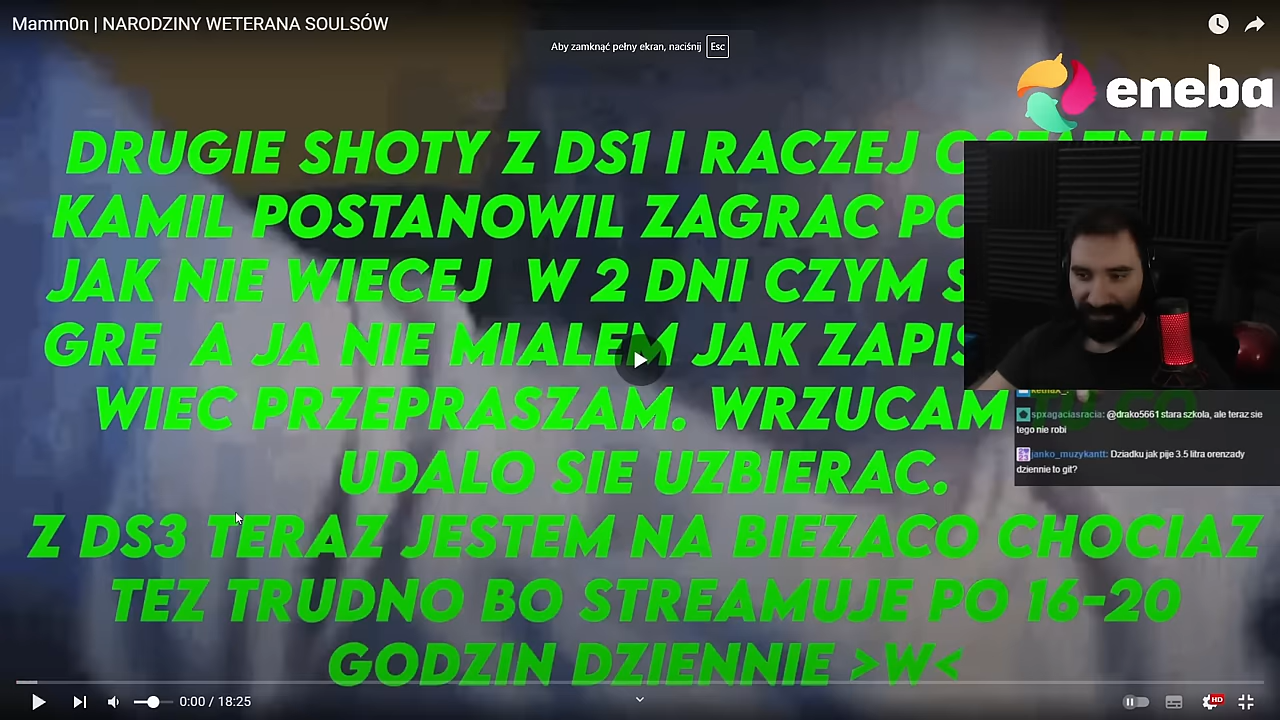 Mamm0n | NARODZINY WETERANA SOULSÓW
Aby zamknąć pełny ekran, naciśnij Esc
eneba
DRUGIE SHOTY Z DS1 I RACZEJ
KAMIL POSTANOWIL ZAGRAC
JAK NIE WIECEJ W 2 DNI CZYM
GRE A JA NIE MIALEM JAK
WIEC PRZEPRASZAM. WRZUCAM
UDALO SIE UZBIERAC.
Z DS3 TERAZ JESTEM NA BIEZACO CHOCIAZ
TEZ TRUDNO BO STREAMUJE PO 16-20
GODZIN DZIENNIE >W<
spxagaciasracia: @drako5661 stara szkola, ale teraz sie
tego nie robi
janko_muzykantt: Dziadku jak pije 3.5 litra orenzady
dziennie to git?
0:00 / 18:25
HD